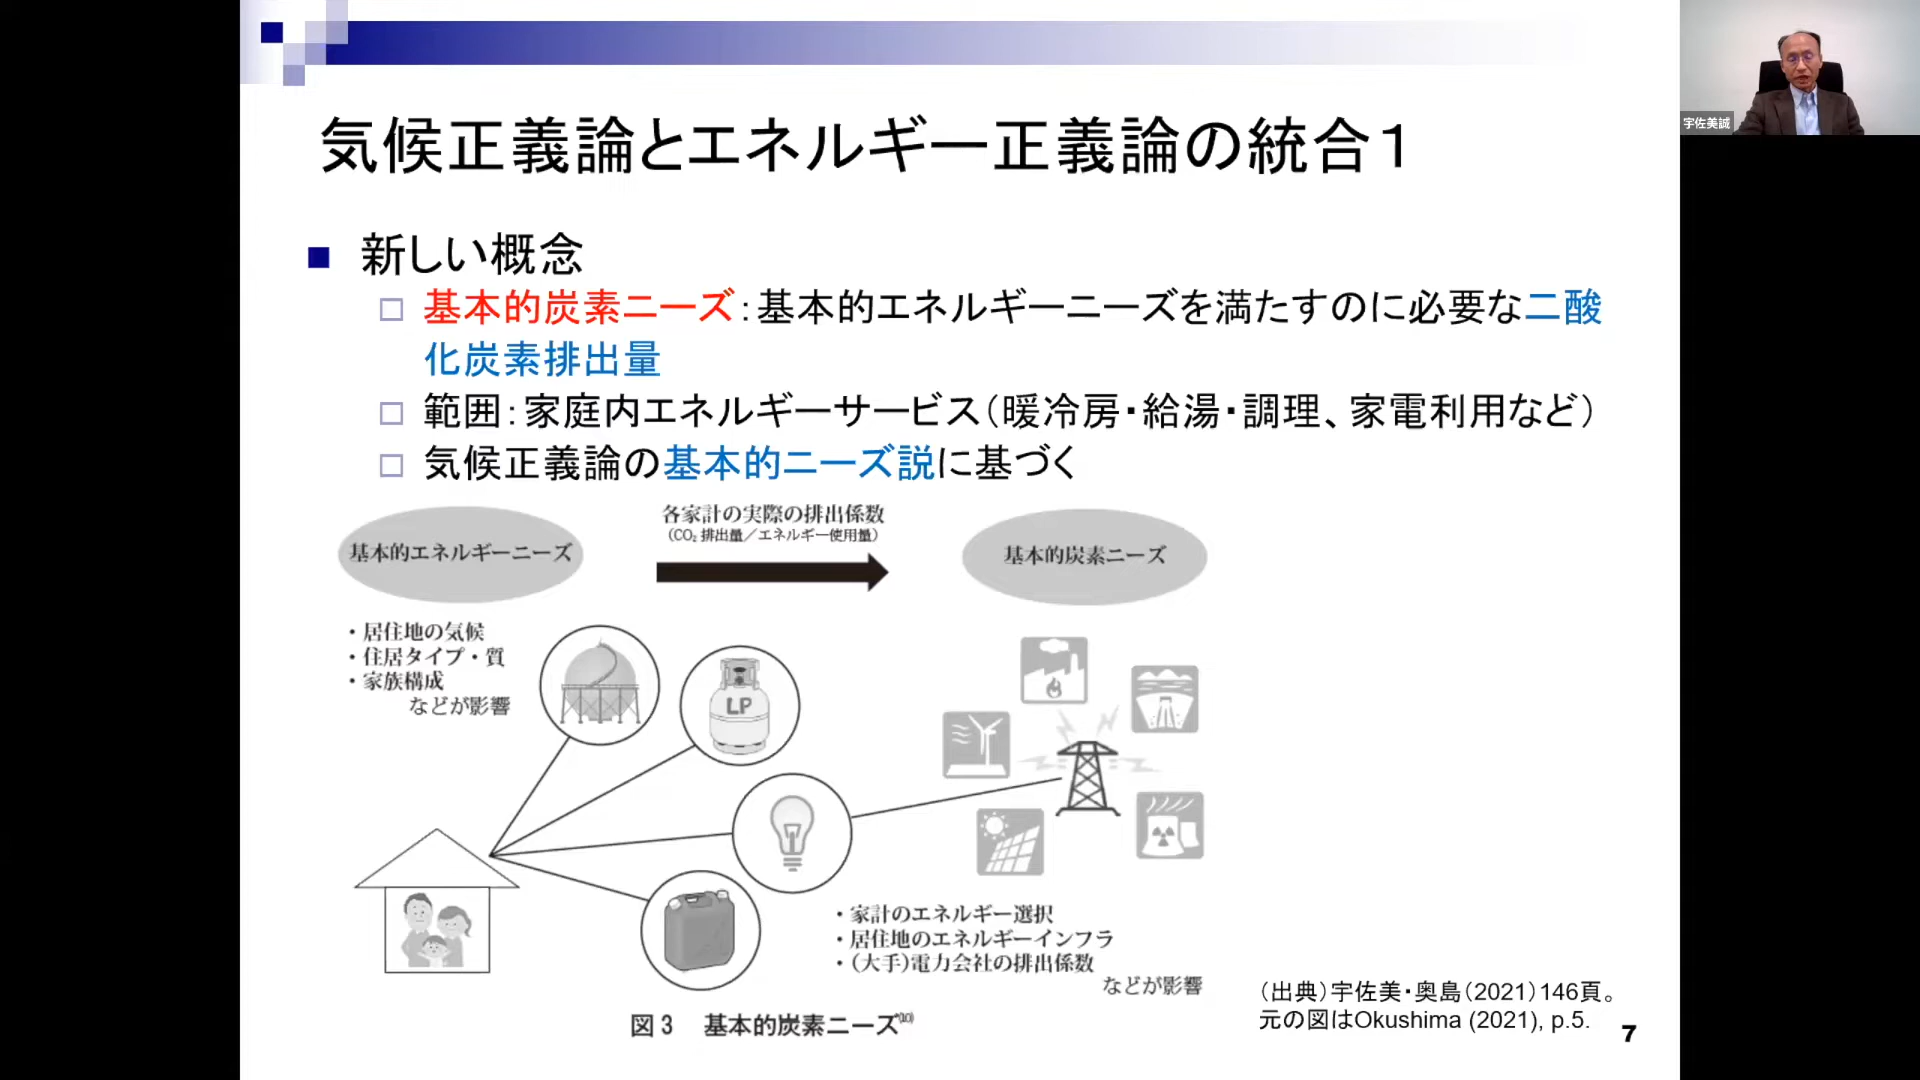 気候正義論とエネルギー正義論の統合1
宇佐美誠
新しい概念
基本的炭素ニーズ：基本的エネルギーニーズを満たすのに必要な二酸
化炭素排出量
範囲：家庭内エネルギーサービス（暖冷房・給湯・調理、家電利用など）
気候正義論の基本的ニーズ説に基づく
各家計の実際の排出係数
（CO₂ 排出量／エネルギー使用量）
基本的エネルギーニーズ
基本的炭素ニーズ
・居住地の気候
・住居タイプ・質
・家族構成
などが影響
LP
・家計のエネルギー選択
・居住地のエネルギーインフラ
・（大手）電力会社の排出係数
などが影響
図3 基本的炭素ニーズ
（出典）宇佐美・奥島（2021）146頁。
元の図はOkushima (2021), p.5.
7